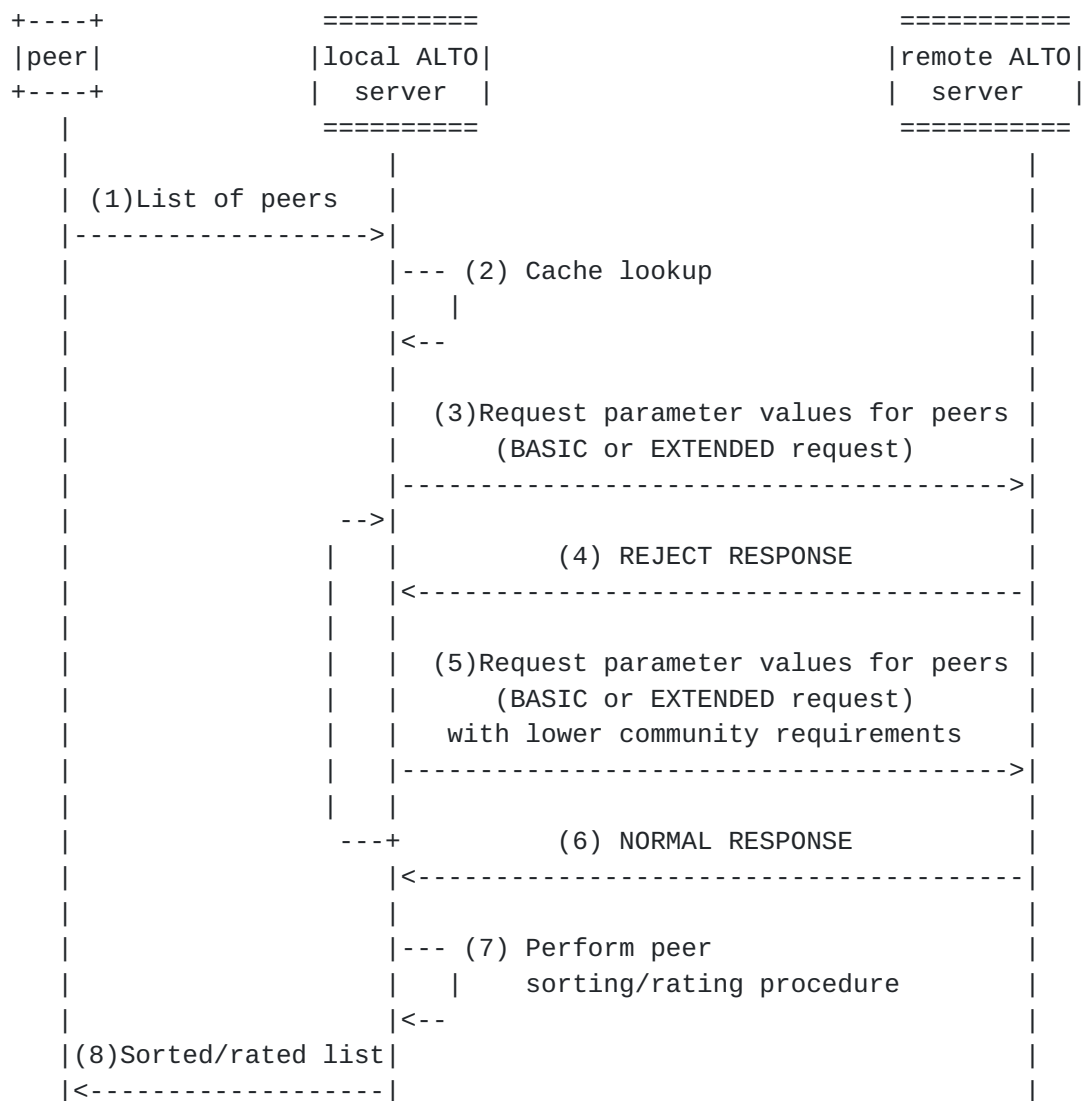 peer
local ALTO
server
remote ALTO
server
(1)List of peers
(2) Cache lookup
(3)Request parameter values for peers
(BASIC or EXTENDED request)
(4) REJECT RESPONSE
(5)Request parameter values for peers
(BASIC or EXTENDED request)
with lower community requirements
(6) NORMAL RESPONSE
(7) Perform peer
sorting/rating procedure
(8)Sorted/rated list